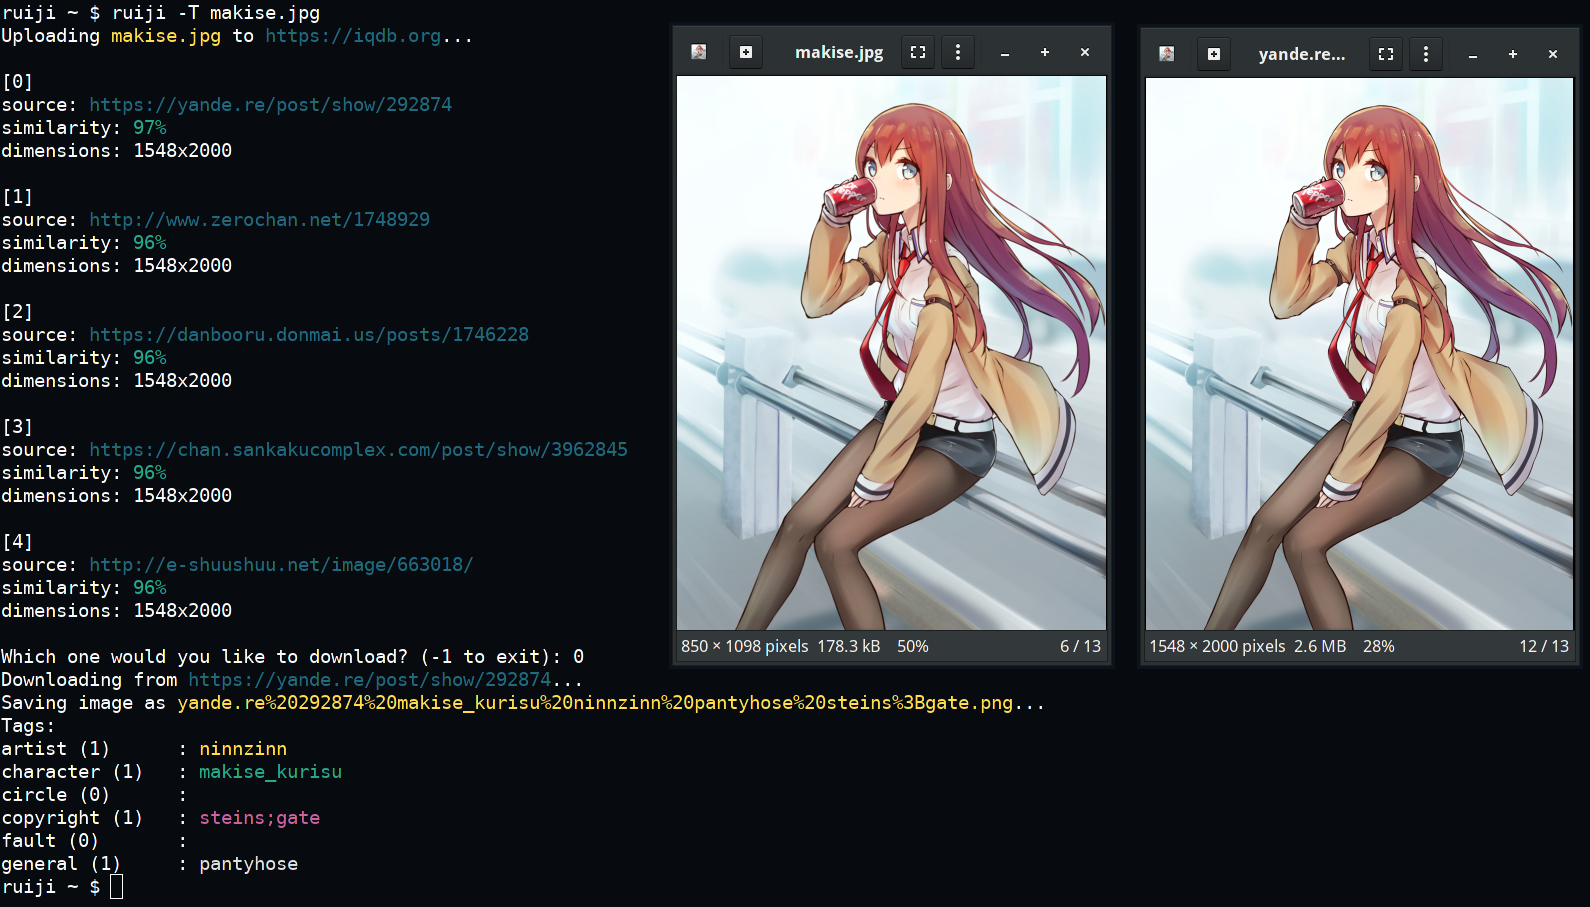 ruiji ~ $ ruiji -T makise.jpg
Uploading makise.jpg to https://iqdb.org...
[0]
source: https://yande.re/post/show/292874
similarity: 97%
dimensions: 1548x2000
[1]
source: http://www.zerochan.net/1748929
similarity: 96%
dimensions: 1548x2000
[2]
source: https://danbooru.donmai.us/posts/1746228
similarity: 96%
dimensions: 1548x2000
[3]
source: https://chan.sankakucomplex.com/post/show/3962845
similarity: 96%
dimensions: 1548x2000
[4]
source: http://e-shuushuu.net/image/663018/
similarity: 96%
dimensions: 1548x2000
Which one would you like to download? (-1 to exit): 0
Downloading from https://yande.re/post/show/292874...
Saving image as yande.re%20292874%20makise_kurisu%20ninnzinn%20pantyhose%20steins%3Bgate.png...
Tags:
artist (1) : ninnzinn
character (1) : makise_kurisu
circle (0) :
copyright (1) : steins;gate
fault (0) :
general (1) : pantyhose
ruiji ~ $
makise.jpg
850 × 1098 pixels 178.3 kB 50% 6 / 13
yande.re...
1548 × 2000 pixels 2.6 MB 28% 12 / 13